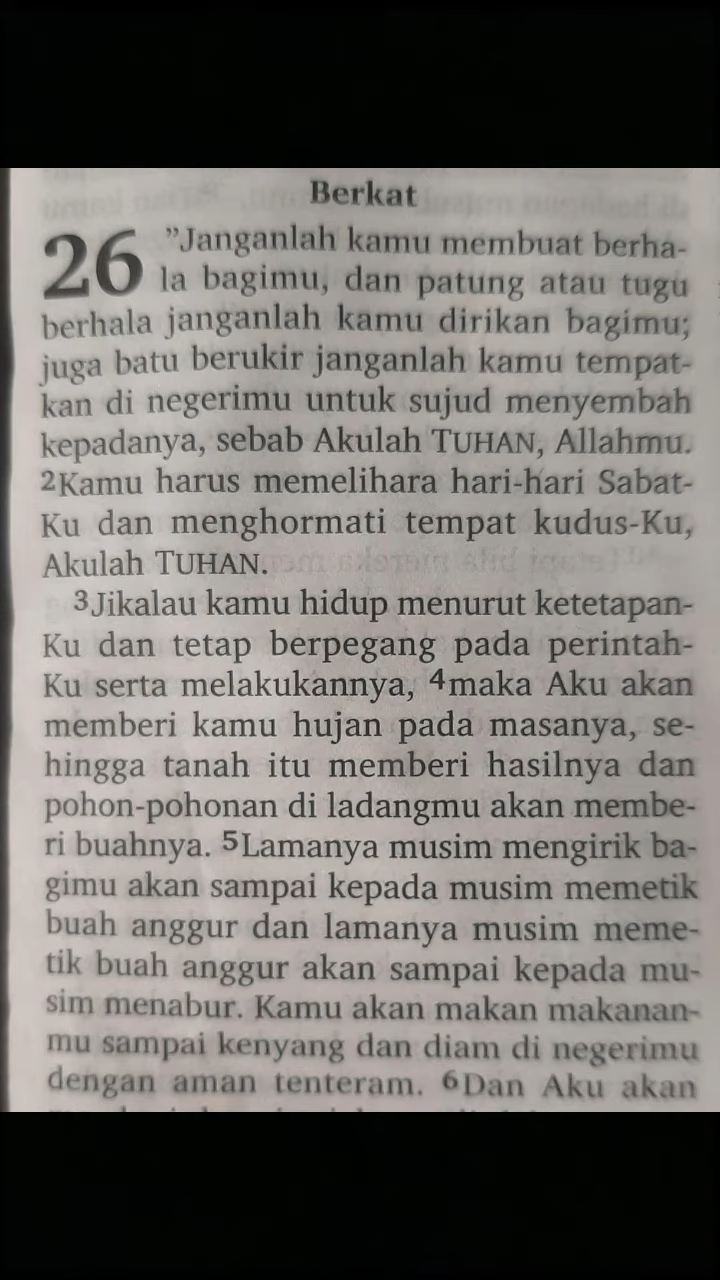 Berkat
26 ”Janganlah kamu membuat berha-
la bagimu, dan patung atau tugu
berhala janganlah kamu dirikan bagimu;
juga batu berukir janganlah kamu tempat-
kan di negerimu untuk sujud menyembah
kepadanya, sebab Akulah TUHAN, Allahmu.
2Kamu harus memelihara hari-hari Sabat-
Ku dan menghormati tempat kudus-Ku,
Akulah TUHAN.
3Jikalau kamu hidup menurut ketetapan-
Ku dan tetap berpegang pada perintah-
Ku serta melakukannya, 4maka Aku akan
memberi kamu hujan pada masanya, se-
hingga tanah itu memberi hasilnya dan
pohon-pohonan di ladangmu akan membe-
ri buahnya. 5Lamanya musim mengirik ba-
gimu akan sampai kepada musim memetik
buah anggur dan lamanya musim meme-
tik buah anggur akan sampai kepada mu-
sim menabur. Kamu akan makan makanan-
mu sampai kenyang dan diam di negerimu
dengan aman tenteram. 6Dan Aku akan